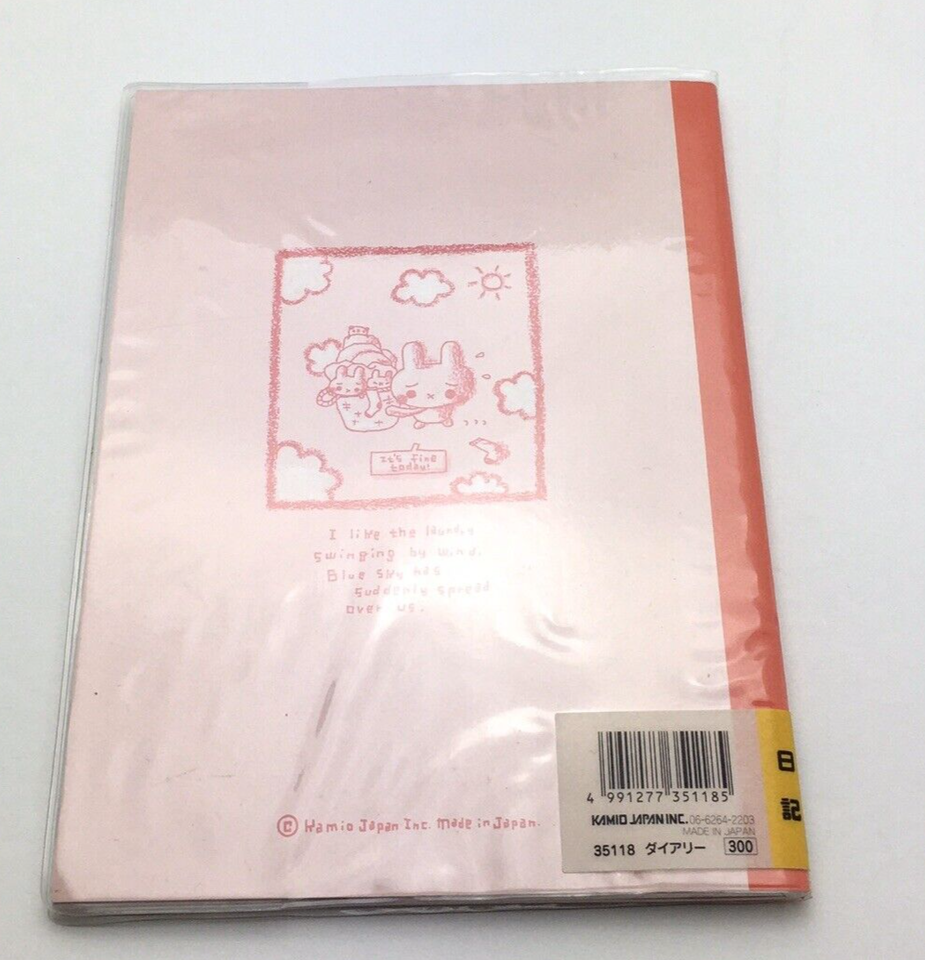 It's fine
today!
I like the laundry
swinging by wind.
Blue sky has
suddenly spread
over us.
© Kamio Japan Inc. Made in Japan.
4 991277 351185
KAMIO JAPAN INC. 06-6264-2203
MADE IN JAPAN
35118 ダイアリー 300
日
記